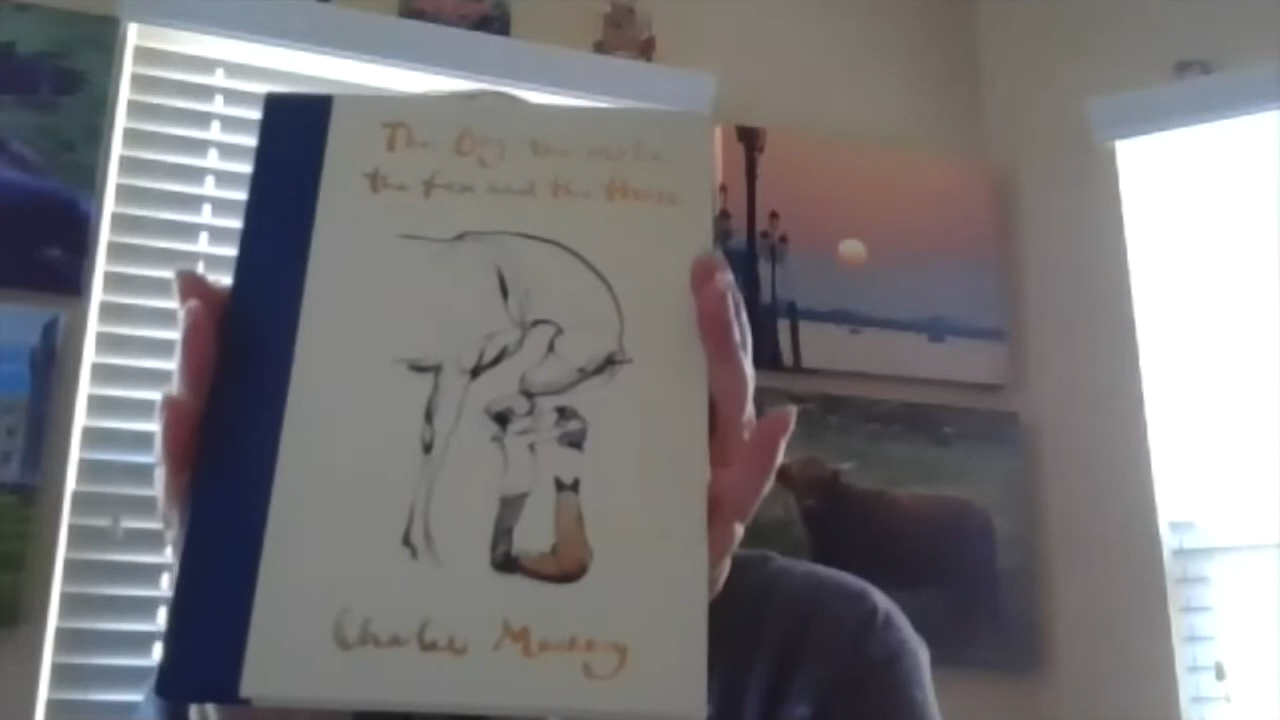 The Boy, the mole,
the fox and the Horse
Charlie Mackesy